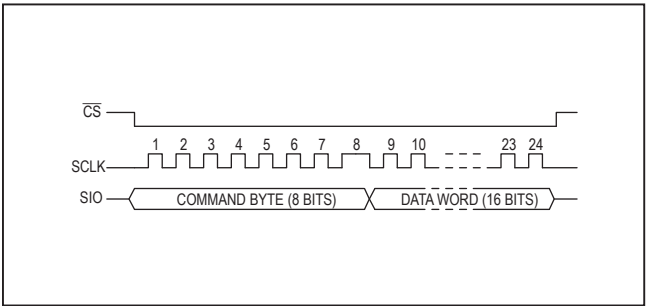 C̅S̅
1 2 3 4 5 6 7 8 9 10 23 24
SCLK
SIO COMMAND BYTE (8 BITS) DATA WORD (16 BITS)